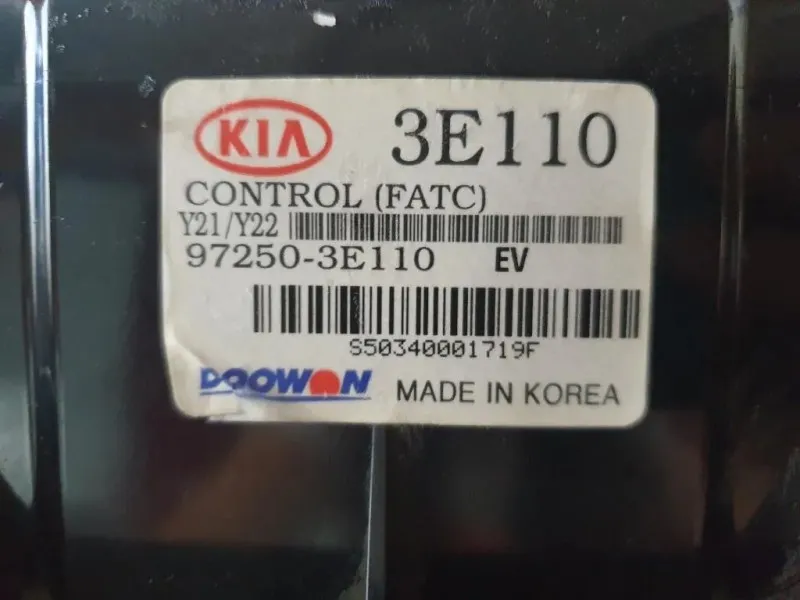 KIA 3E110
CONTROL (FATC)
Y21/Y22
97250-3E110 EV
S50340001719F
DOOWON MADE IN KOREA